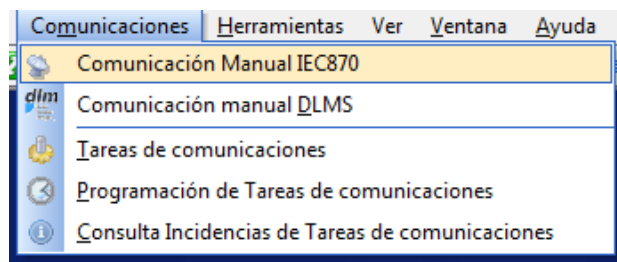 Comunicaciones Herramientas Ver Ventana Ayuda
Comunicación Manual IEC870
dlm
Comunicación manual DLMS
Tareas de comunicaciones
Programación de Tareas de comunicaciones
Consulta Incidencias de Tareas de comunicaciones